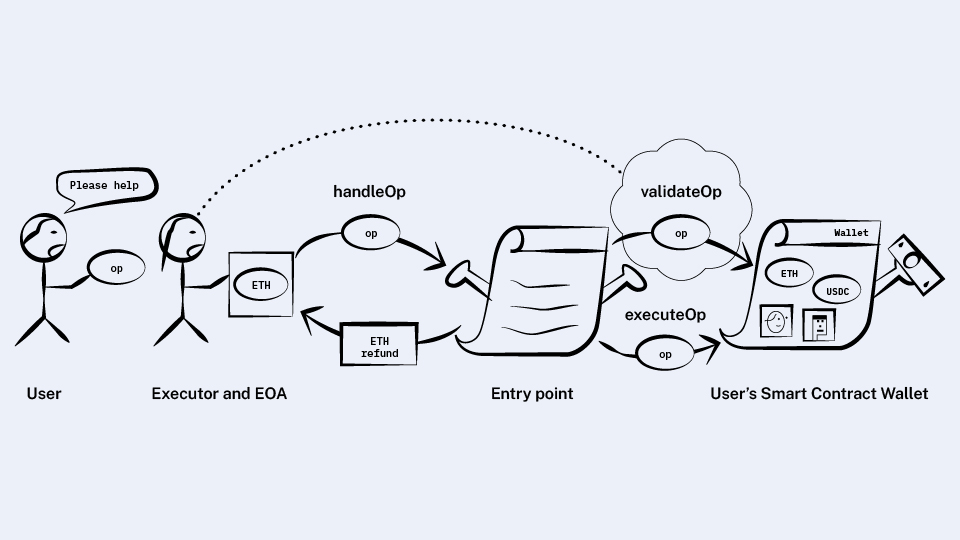 Please help
op
User
ETH
Executor and EOA
handleOp
op
ETH
refund
Entry point
validateOp
op
executeOp
op
Wallet
ETH
USDC
User’s Smart Contract Wallet